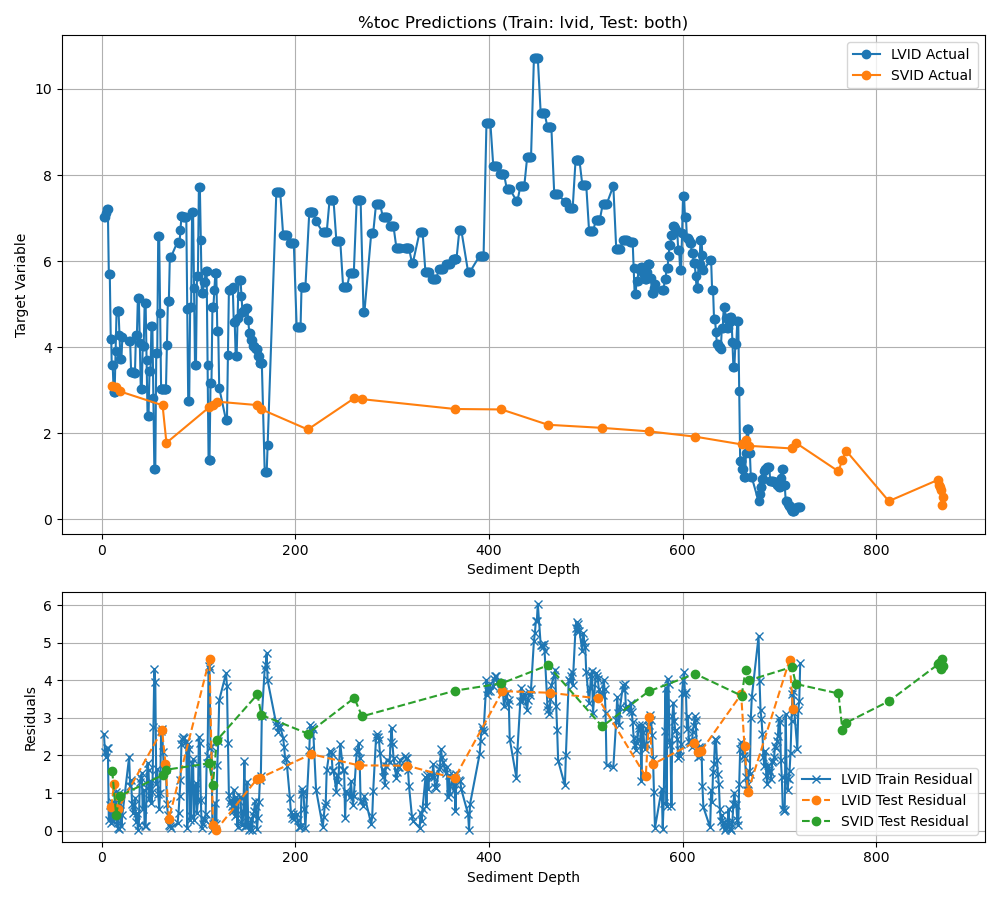 %toc Predictions (Train: lvid, Test: both)
LVID Actual
SVID Actual
Target Variable
10
8
6
4
2
0
0 200 400 600 800
Sediment Depth
Residuals
6
5
4
3
2
1
0
LVID Train Residual
LVID Test Residual
SVID Test Residual
0 200 400 600 800
Sediment Depth